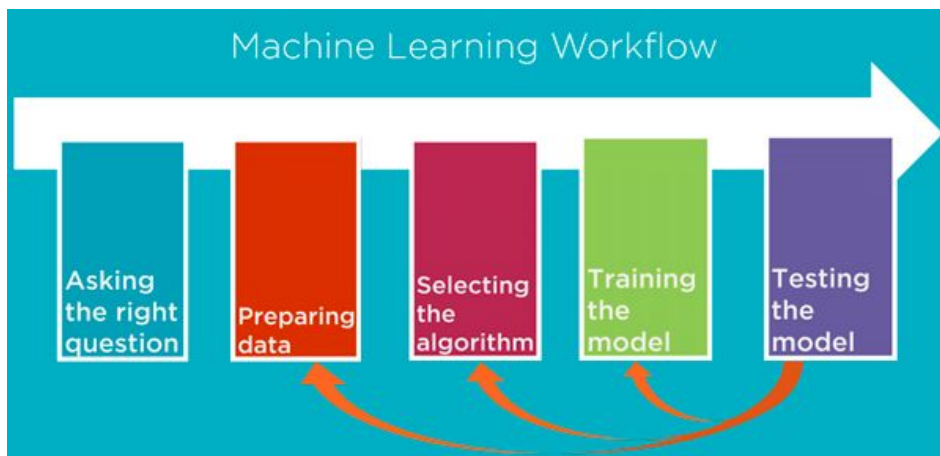 Machine Learning Workflow
Asking
the right
question
Preparing
data
Selecting
the
algorithm
Training
the
model
Testing
the
model